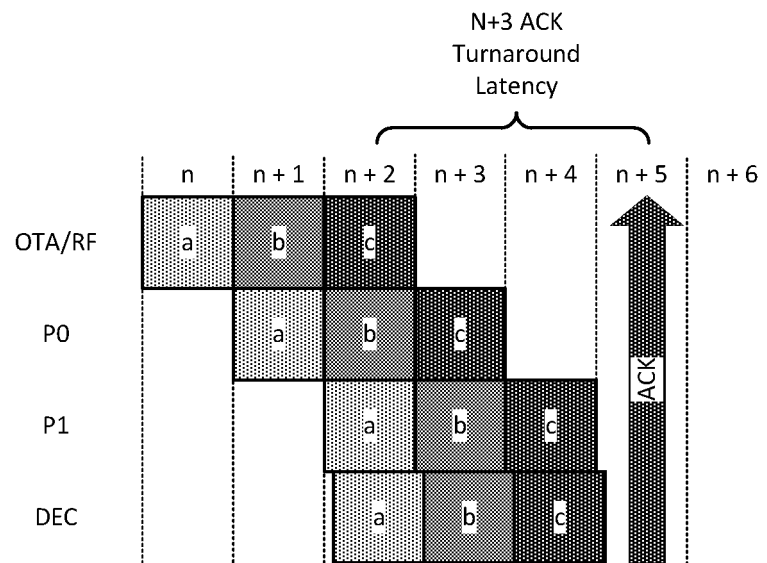 N+3 ACK
Turnaround
Latency
n n + 1 n + 2 n + 3 n + 4 n + 5 n + 6
OTA/RF a b c
P0 a b c
P1 a b c
ACK
DEC a b c